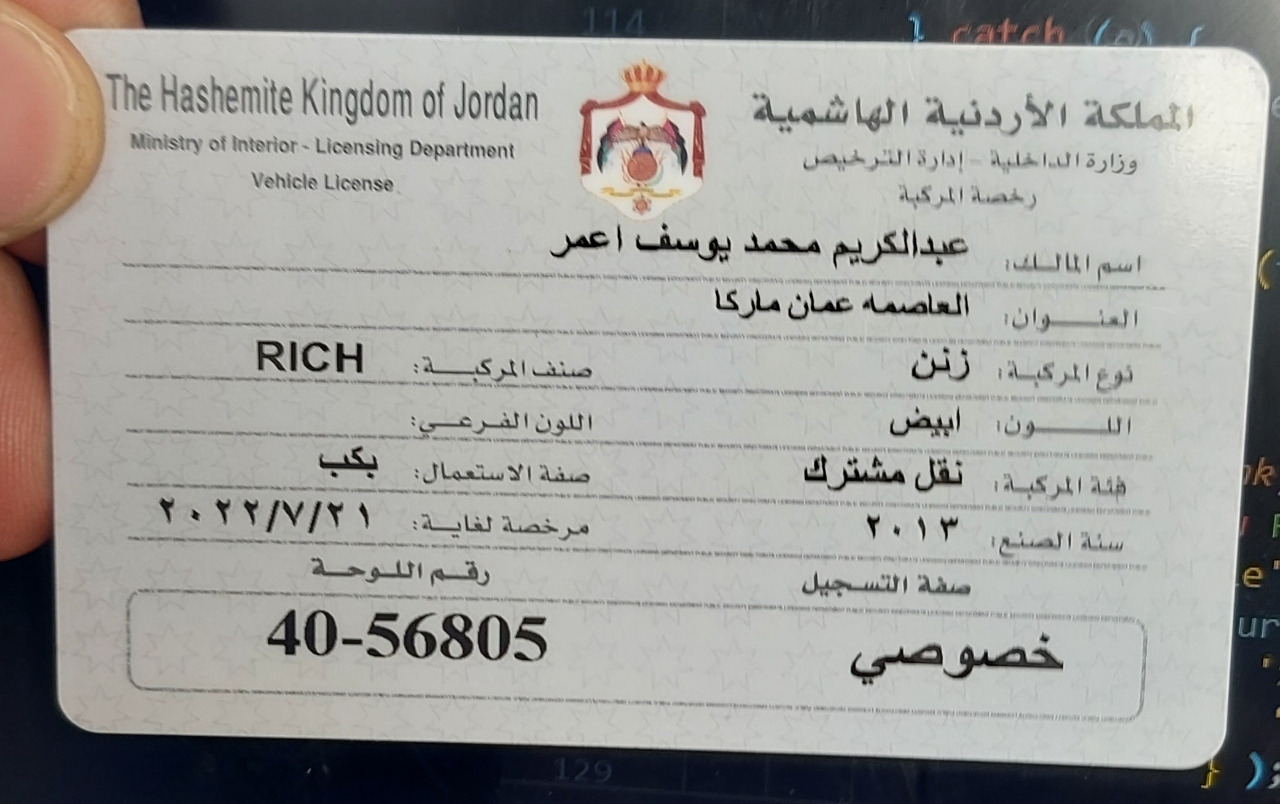 114
} catch (e) {
The Hashemite Kingdom of Jordan
المملكة الأردنية الهاشمية
Ministry of Interior - Licensing Department
وزارة الداخلية - إدارة الترخيص
Vehicle License
رخصة المركبة
اسم المالك: عبدالكريم محمد يوسف اعمر
العنوان: العاصمه عمان ماركا
نوع المركبة: زنن صنف المركبة: RICH
اللون: ابيض اللون الفرعي:
فئة المركبة: نقل مشترك صفة الاستعمال: بكب
سنة الصنع: ٢٠١٣ مرخصة لغاية: ٢٠٢٢/٧/٢١
صفة التسجيل رقم اللوحة
خصوصي 40-56805
129